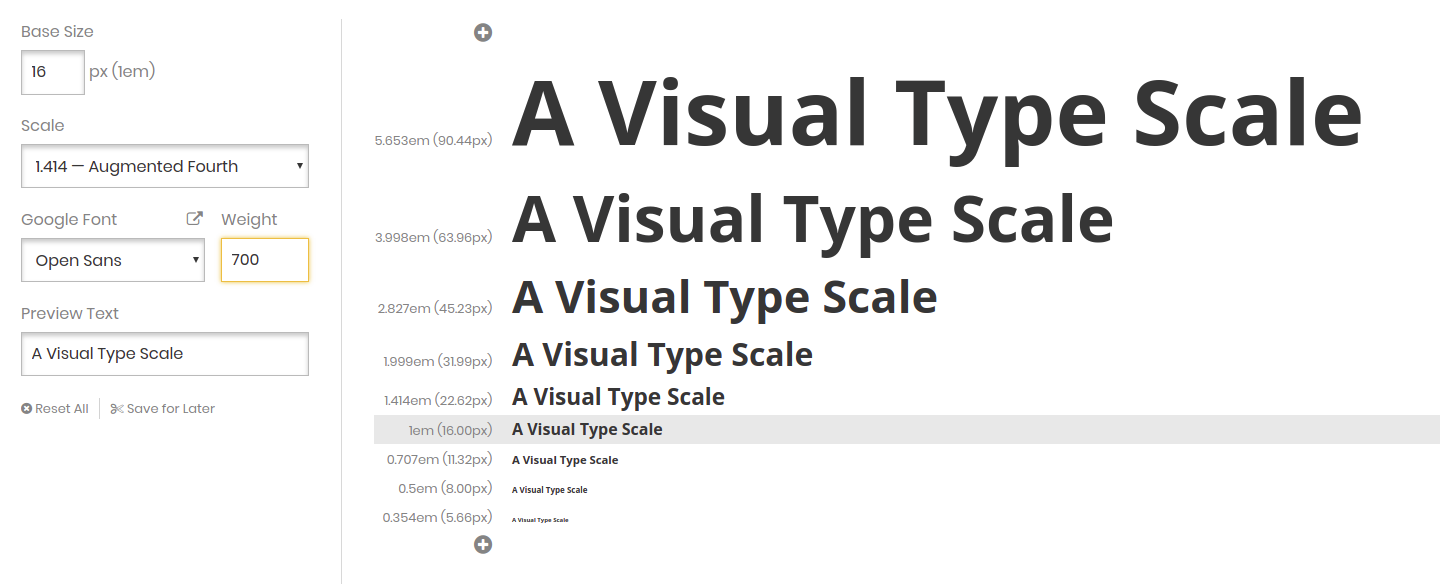 Base Size
16 px (1em)
Scale
1.414 — Augmented Fourth
Google Font Weight
Open Sans 700
Preview Text
A Visual Type Scale
Reset All Save for Later
5.653em (90.44px) A Visual Type Scale
3.998em (63.96px) A Visual Type Scale
2.827em (45.23px) A Visual Type Scale
1.999em (31.99px) A Visual Type Scale
1.414em (22.62px) A Visual Type Scale
1em (16.00px) A Visual Type Scale
0.707em (11.32px) A Visual Type Scale
0.5em (8.00px) A Visual Type Scale
0.354em (5.66px) A Visual Type Scale